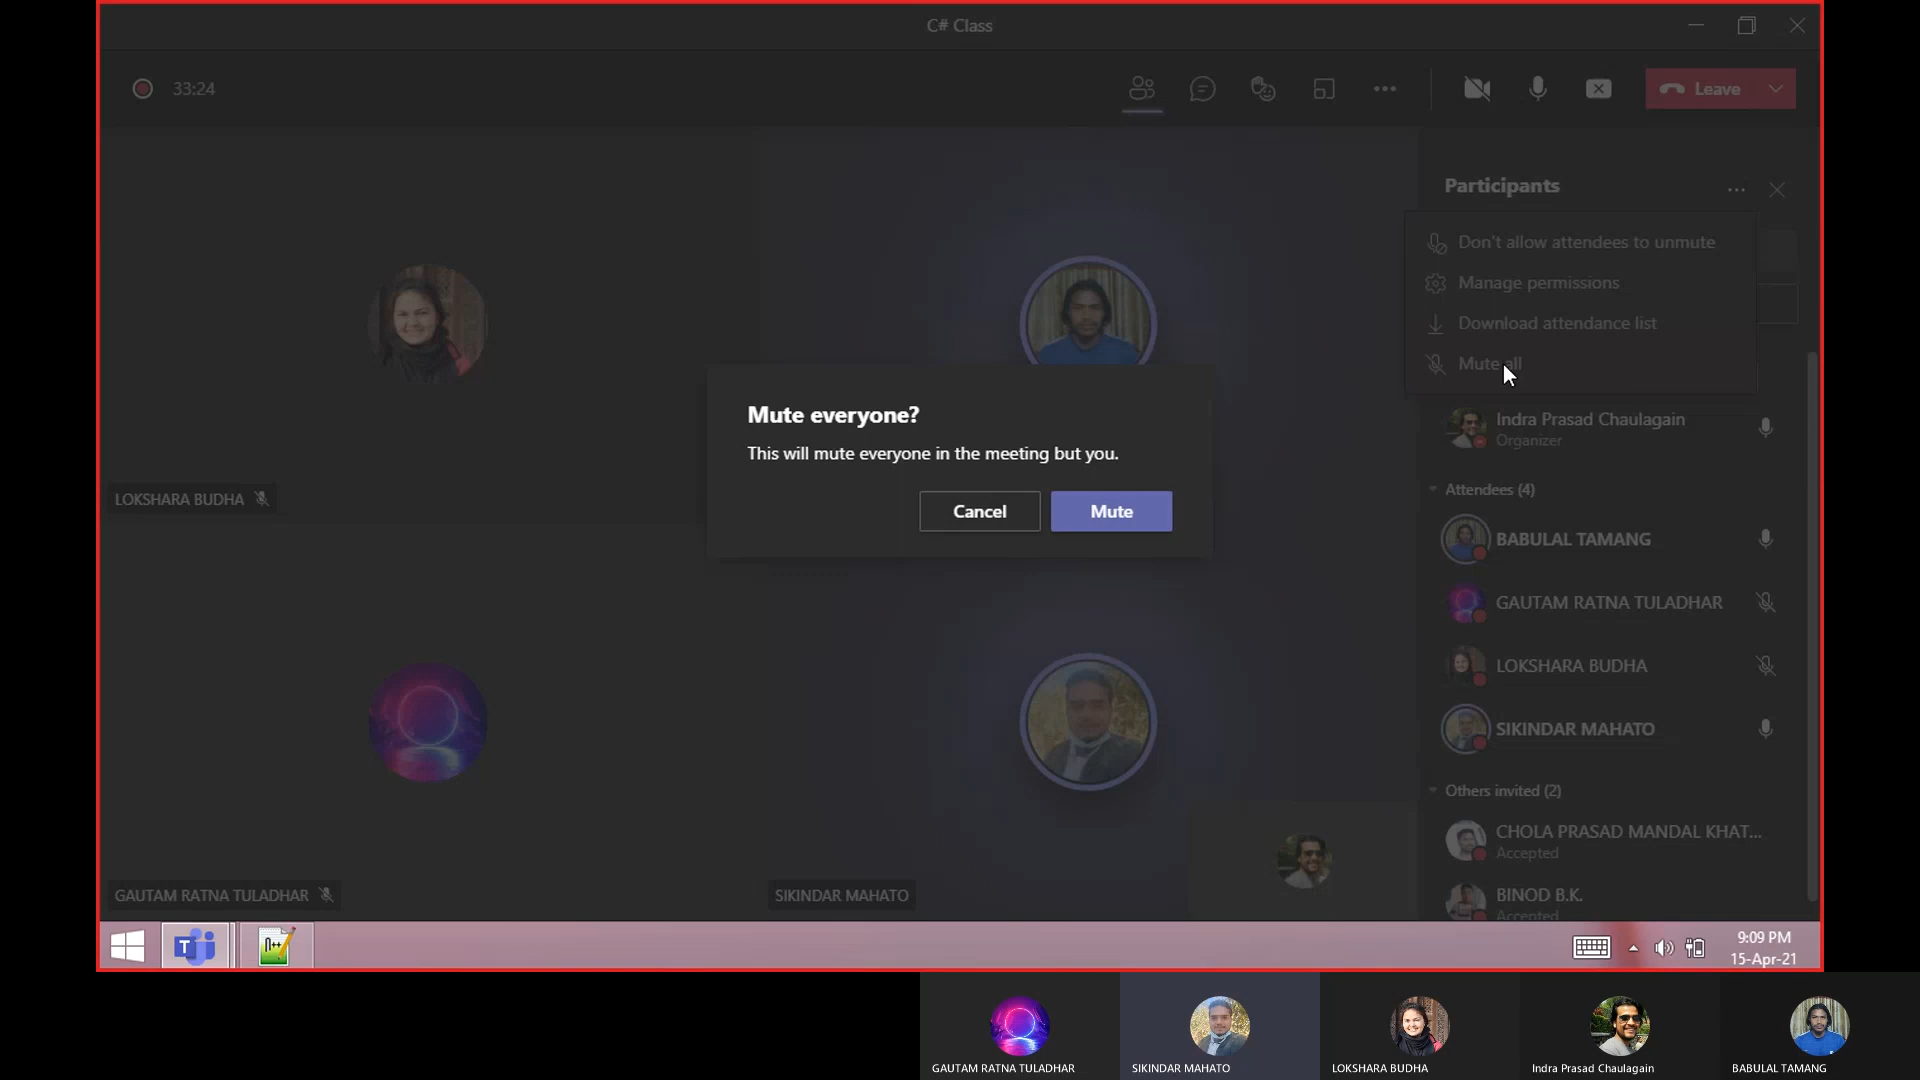 C# Class
33:24
Leave
Participants
Don't allow attendees to unmute
Manage permissions
Download attendance list
Mute all
Mute everyone?
This will mute everyone in the meeting but you.
Cancel
Mute
Indra Prasad Chaulagain
Organizer
Attendees (4)
BABULAL TAMANG
GAUTAM RATNA TULADHAR
LOKSHARA BUDHA
SIKINDAR MAHATO
Others invited (2)
CHOLA PRASAD MANDAL KHAT...
Accepted
BINOD B.K.
Accepted
LOKSHARA BUDHA
GAUTAM RATNA TULADHAR
SIKINDAR MAHATO
T
n++
9:09 PM
15-Apr-21
GAUTAM RATNA TULADHAR
SIKINDAR MAHATO
LOKSHARA BUDHA
Indra Prasad Chaulagain
BABULAL TAMANG